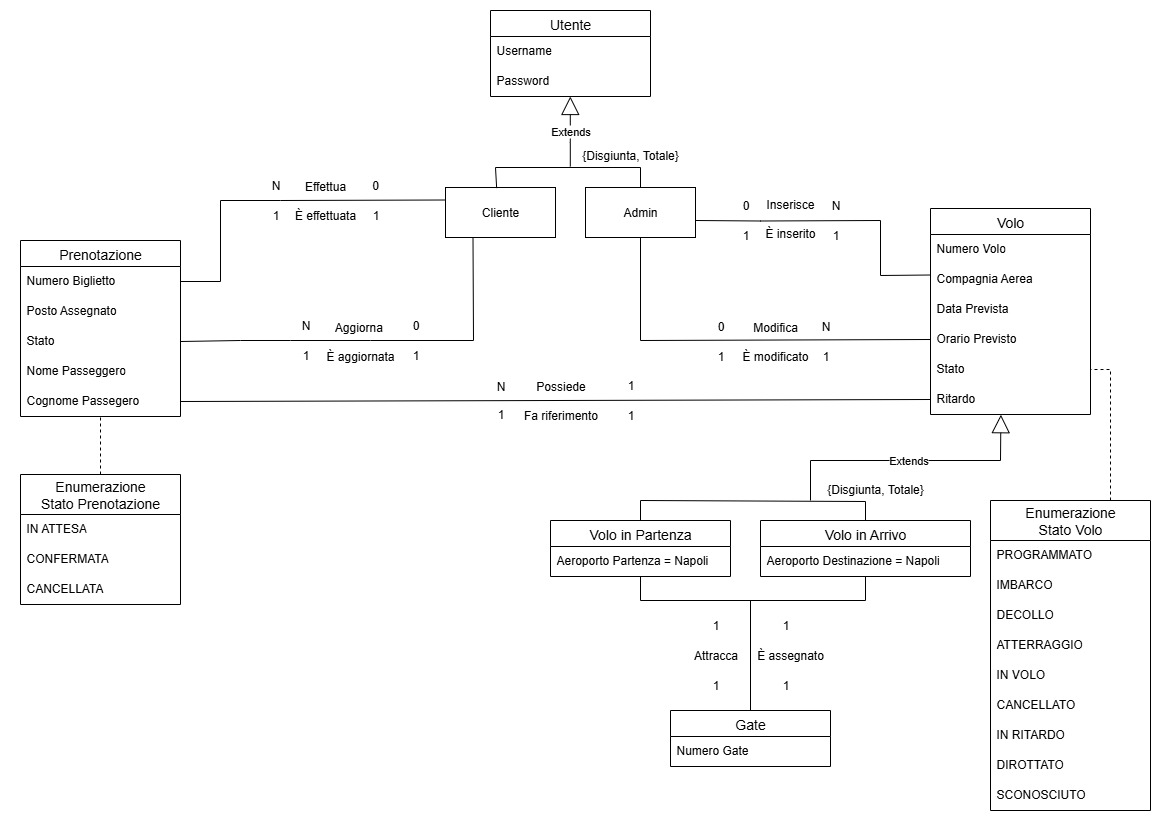 Utente
Username
Password
Extends
{Disgiunta, Totale}
Cliente
Admin
N Effettua 0
1 È effettuata 1
0 Inserisce N
1 È inserito 1
Prenotazione
Numero Biglietto
Posto Assegnato
Stato
Nome Passeggero
Cognome Passegero
Volo
Numero Volo
Compagnia Aerea
Data Prevista
Orario Previsto
Stato
Ritardo
N Aggiorna 0
1 È aggiornata 1
0 Modifica N
1 È modificato 1
N Possiede 1
1 Fa riferimento 1
Extends
{Disgiunta, Totale}
Enumerazione
Stato Prenotazione
IN ATTESA
CONFERMATA
CANCELLATA
Volo in Partenza
Aeroporto Partenza = Napoli
Volo in Arrivo
Aeroporto Destinazione = Napoli
Enumerazione
Stato Volo
PROGRAMMATO
IMBARCO
DECOLLO
ATTERRAGGIO
IN VOLO
CANCELLATO
IN RITARDO
DIROTTATO
SCONOSCIUTO
1 1
Attracca È assegnato
1 1
Gate
Numero Gate